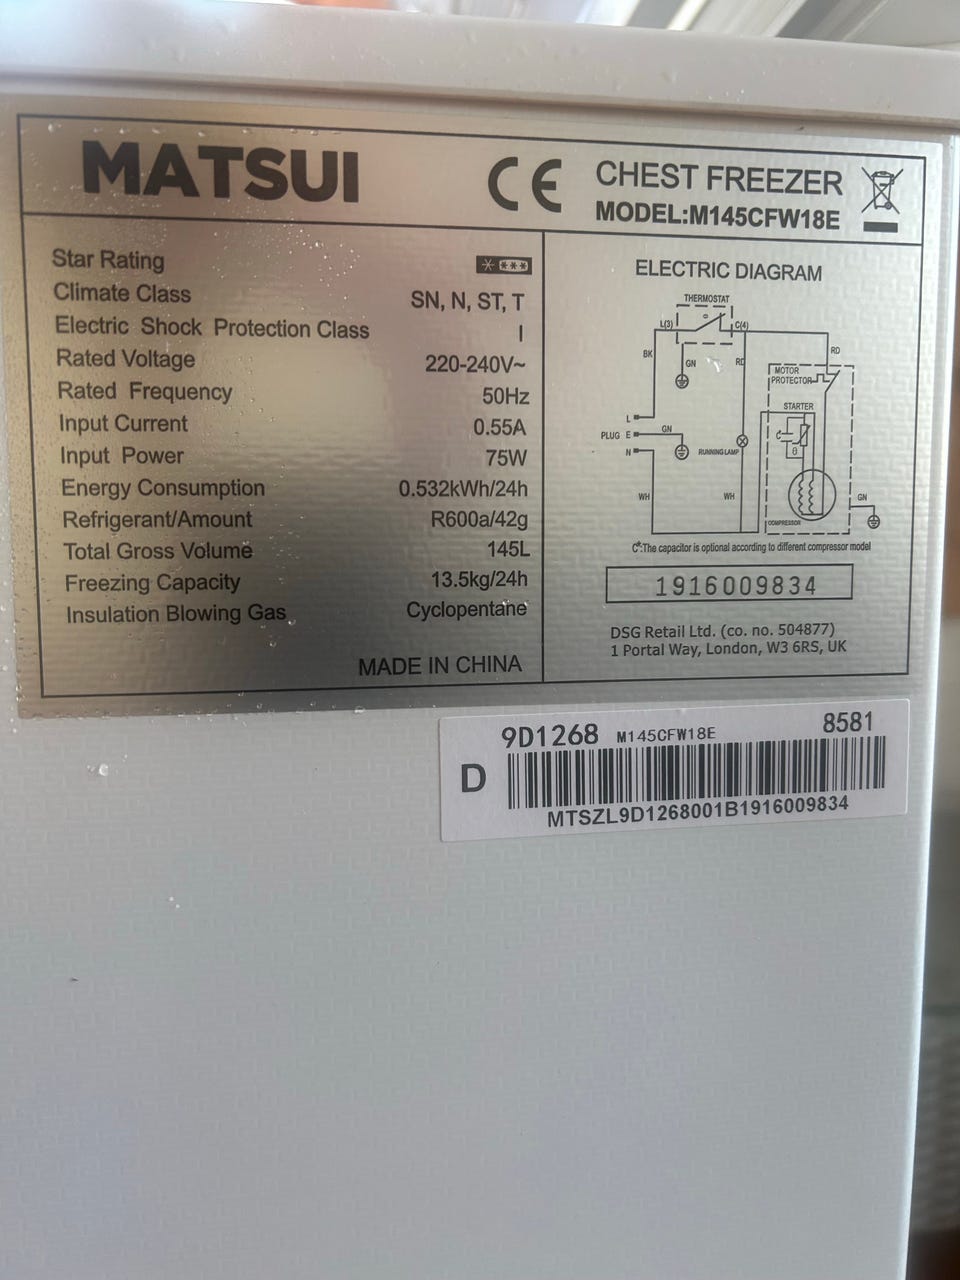 MATSUI
CE
CHEST FREEZER
MODEL:M145CFW18E
Star Rating
Climate Class SN, N, ST, T
Electric Shock Protection Class I
Rated Voltage 220-240V~
Rated Frequency 50Hz
Input Current 0.55A
Input Power 75W
Energy Consumption 0.532kWh/24h
Refrigerant/Amount R600a/42g
Total Gross Volume 145L
Freezing Capacity 13.5kg/24h
Insulation Blowing Gas Cyclopentane
MADE IN CHINA
ELECTRIC DIAGRAM
THERMOSTAT
L(3) C(4)
BK GN RD RD
MOTOR
PROTECTOR
STARTER
C*
θ
L
PLUG E GN
N
RUNNING LAMP
WH WH GN
COMPRESSOR
C*:The capacitor is optional according to different compressor model
1916009834
DSG Retail Ltd. (co. no. 504877)
1 Portal Way, London, W3 6RS, UK
9D1268 M145CFW18E 8581
D
MTSZL9D1268001B1916009834